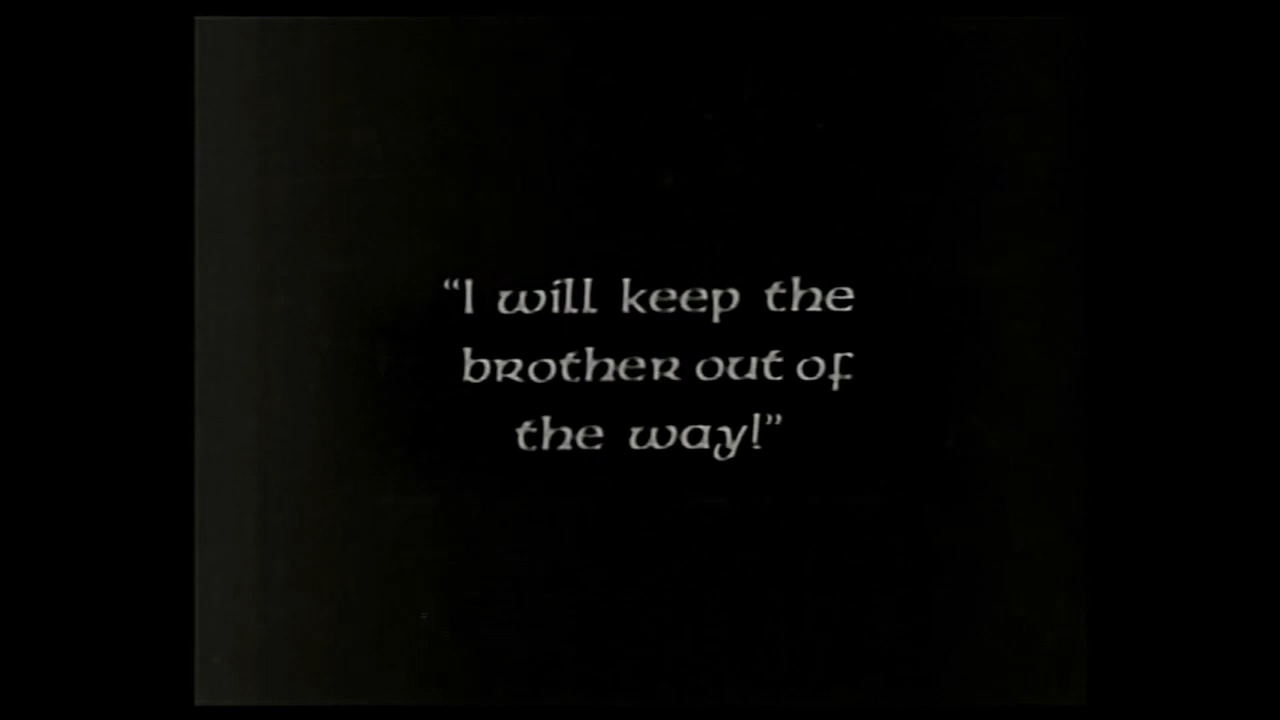 “I will keep the
brother out of
the way!”